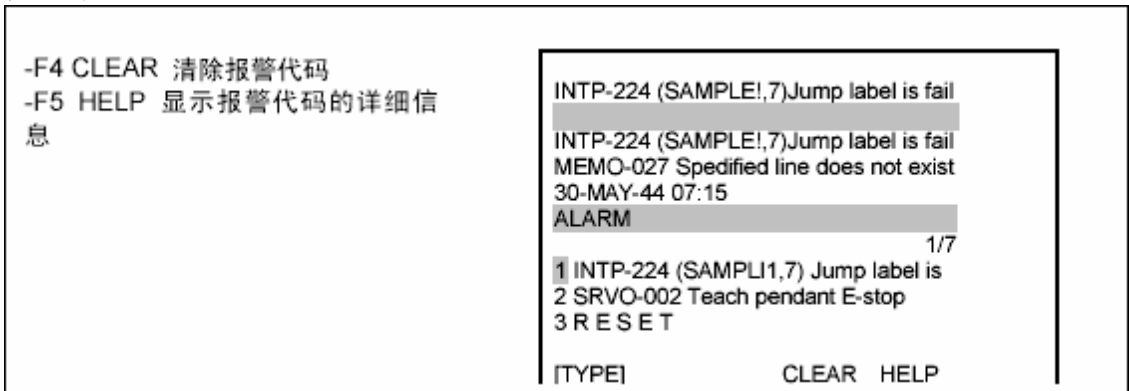 -F4 CLEAR 清除报警代码
-F5 HELP 显示报警代码的详细信
息
INTP-224 (SAMPLE!,7)Jump label is fail
INTP-224 (SAMPLE!,7)Jump label is fail
MEMO-027 Spedified line does not exist
30-MAY-44 07:15
ALARM
1/7
1 INTP-224 (SAMPLI1,7) Jump label is
2 SRVO-002 Teach pendant E-stop
3 R E S E T
[TYPE] CLEAR HELP